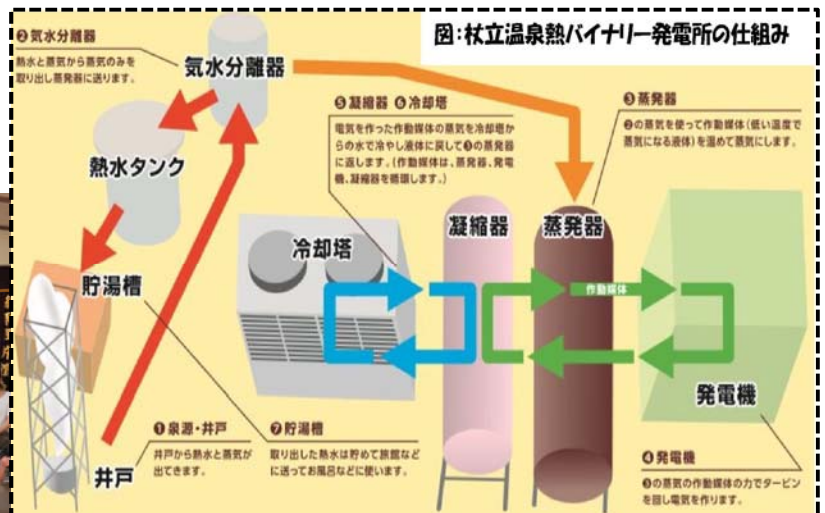 図:杖立温泉熱バイナリー発電所の仕組み
❷気水分離器
熱水と蒸気から蒸気のみを
取り出し蒸発器に送ります。
気水分離器
熱水タンク
貯湯槽
井戸
❶泉源・井戸
井戸から熱水と蒸気が
出てきます。
❺凝縮器 ❻冷却塔
電気を作った作動媒体の蒸気を冷却塔か
らの水で冷やし液体に戻して❸の蒸発器
に返します。(作動媒体は、蒸発器、発電
機、凝縮器を循環します。)
❸蒸発器
❷の蒸気を使って作動媒体(低い温度で
蒸気になる液体)を温めて蒸気にします。
冷却塔
凝縮器
蒸発器
作動媒体
発電機
❼貯湯槽
取り出した熱水は貯めて旅館など
に送ってお風呂などに使います。
❹発電機
❸の蒸気の作動媒体の力でタービン
を回し電気を作ります。